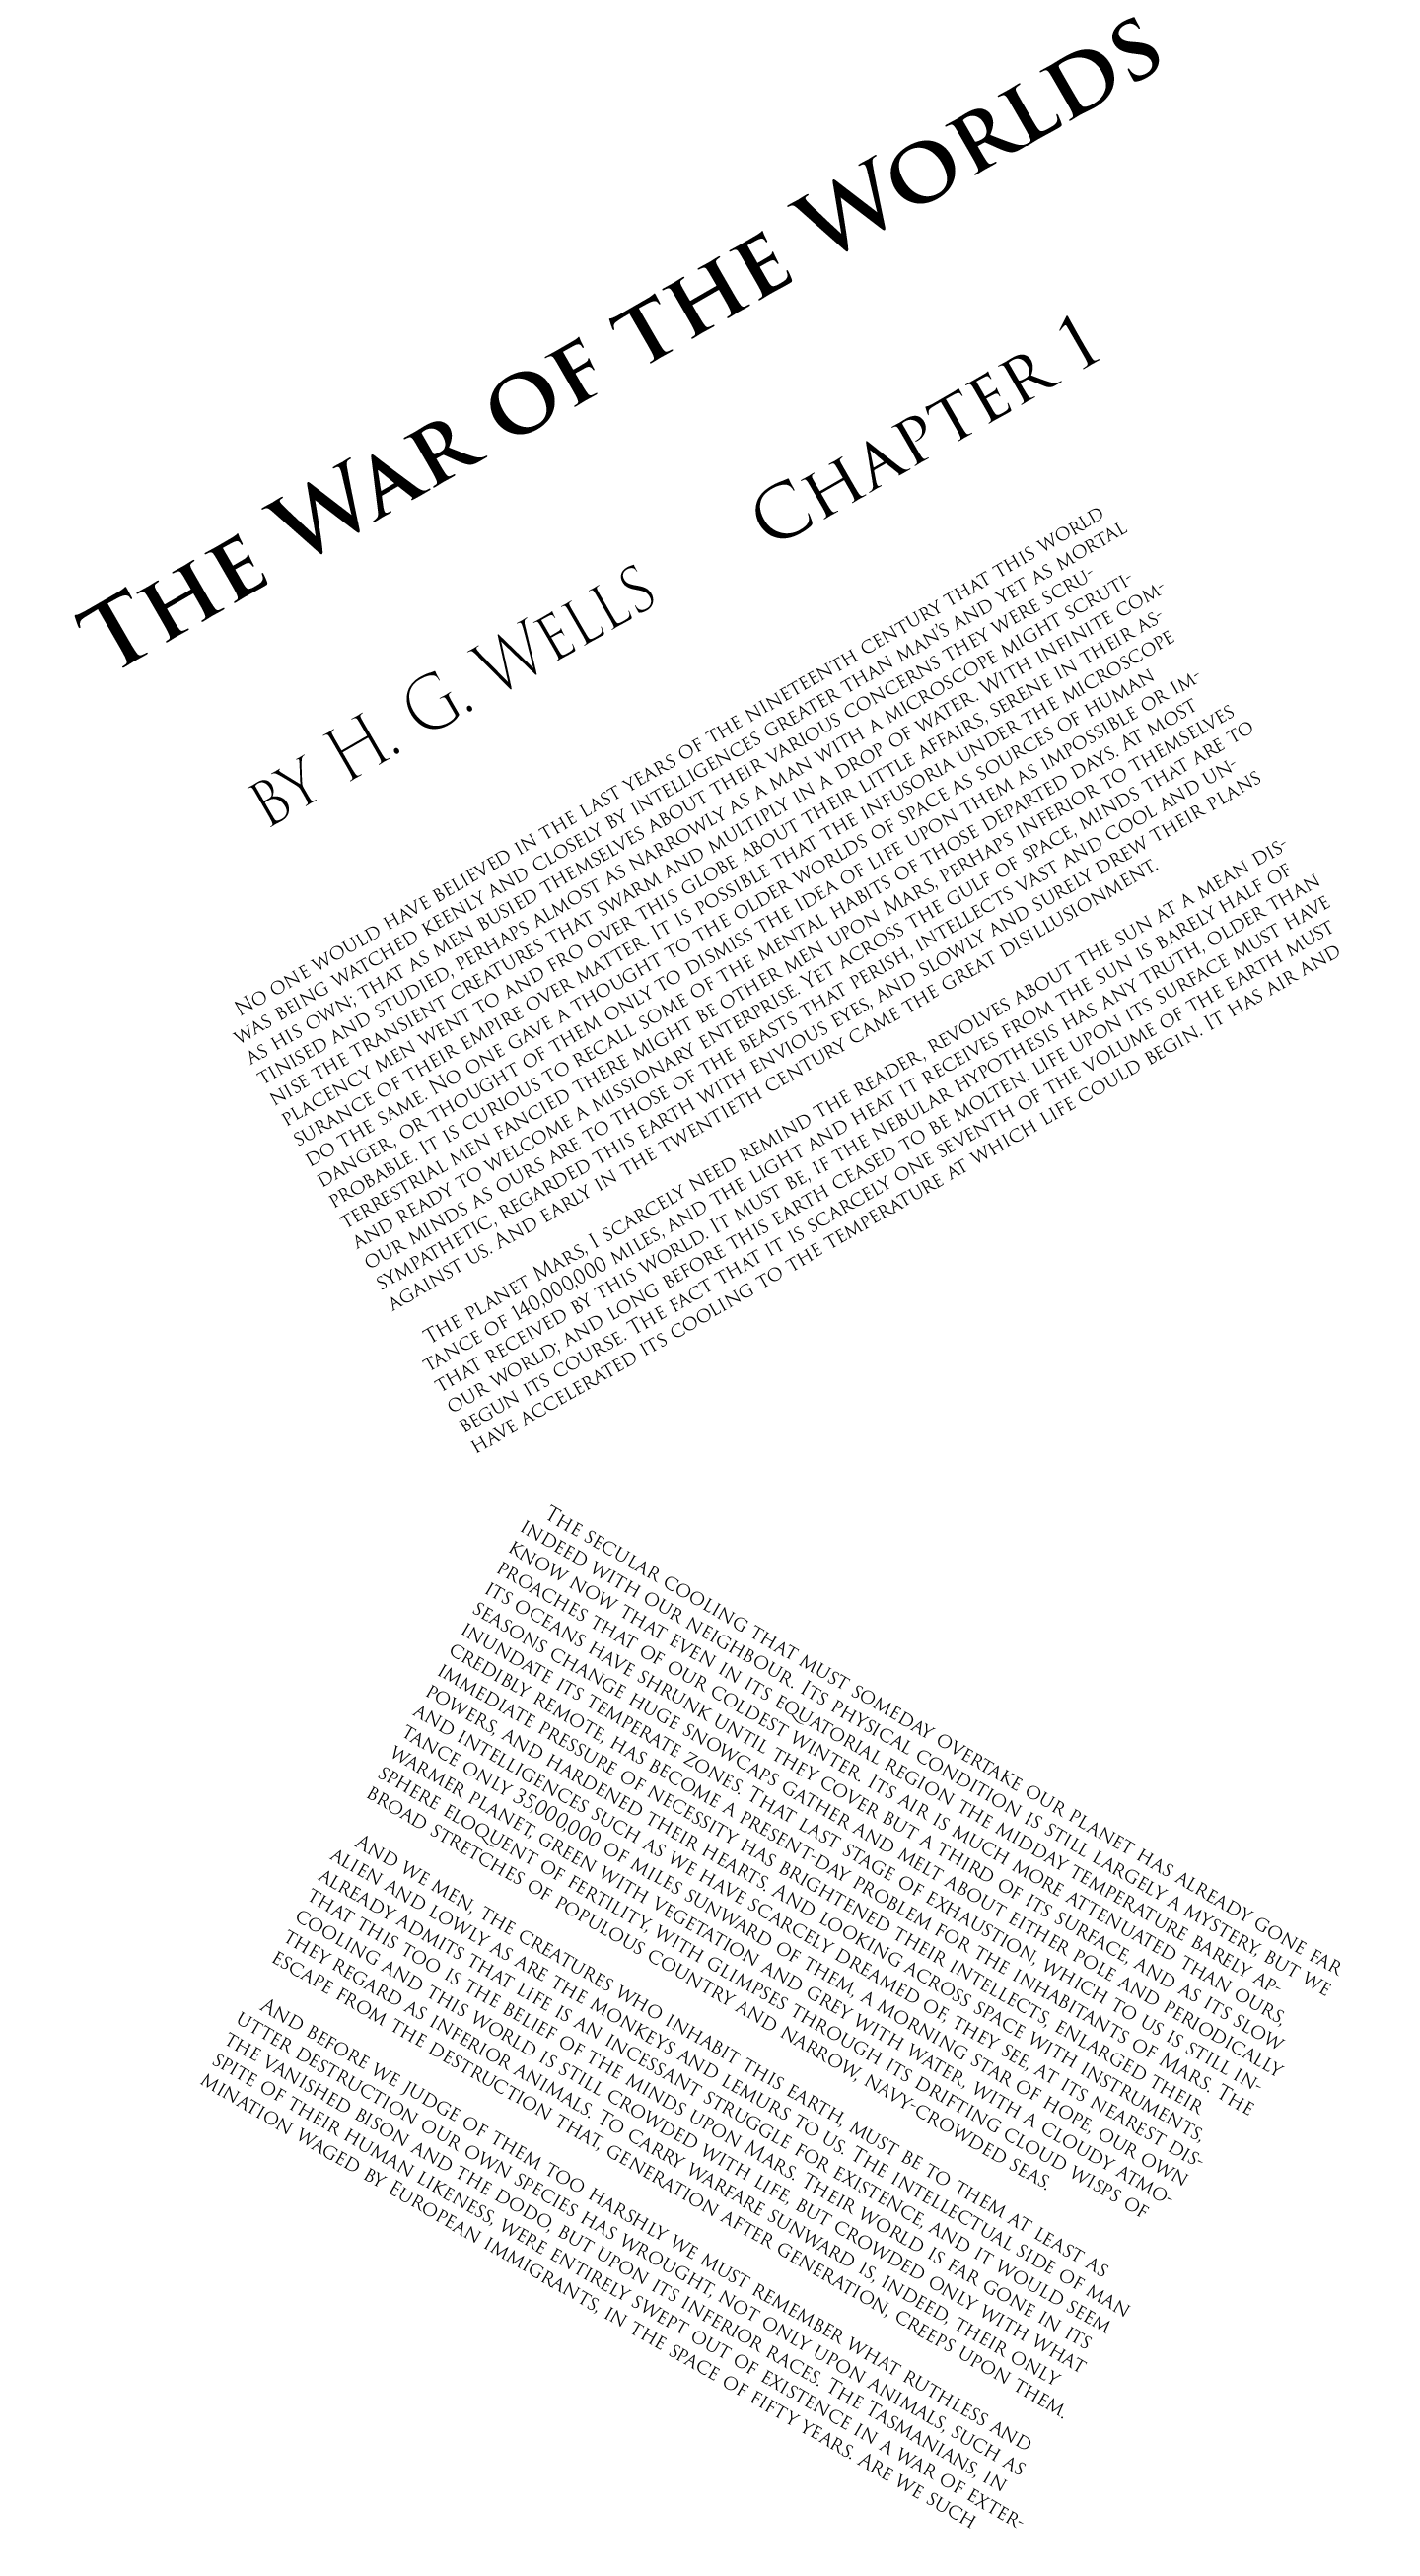 The War of the Worlds
by H. G. Wells
Chapter 1
No one would have believed in the last years of the nineteenth century that this world
was being watched keenly and closely by intelligences greater than man's and yet as mortal
as his own; that as men busied themselves about their various concerns they were scru-
tinised and studied, perhaps almost as narrowly as a man with a microscope might scruti-
nise the transient creatures that swarm and multiply in a drop of water. With infinite com-
placency men went to and fro over this globe about their little affairs, serene in their as-
surance of their empire over matter. It is possible that the infusoria under the microscope
do the same. No one gave a thought to the older worlds of space as sources of human
danger, or thought of them only to dismiss the idea of life upon them as impossible or im-
probable. It is curious to recall some of the mental habits of those departed days. At most
terrestrial men fancied there might be other men upon Mars, perhaps inferior to themselves
and ready to welcome a missionary enterprise. Yet across the gulf of space, minds that are to
our minds as ours are to those of the beasts that perish, intellects vast and cool and un-
sympathetic, regarded this earth with envious eyes, and slowly and surely drew their plans
against us. And early in the twentieth century came the great disillusionment.
The planet Mars, I scarcely need remind the reader, revolves about the sun at a mean dis-
tance of 140,000,000 miles, and the light and heat it receives from the sun is barely half of
that received by this world. It must be, if the nebular hypothesis has any truth, older than
our world; and long before this earth ceased to be molten, life upon its surface must have
begun its course. The fact that it is scarcely one seventh of the volume of the earth must
have accelerated its cooling to the temperature at which life could begin. It has air and
The secular cooling that must someday overtake our planet has already gone far
indeed with our neighbour. Its physical condition is still largely a mystery, but we
know now that even in its equatorial region the midday temperature barely ap-
proaches that of our coldest winter. Its air is much more attenuated than ours,
its oceans have shrunk until they cover but a third of its surface, and as its slow
seasons change huge snowcaps gather and melt about either pole and periodically
inundate its temperate zones. That last stage of exhaustion, which to us is still in-
credibly remote, has become a present-day problem for the inhabitants of Mars. The
immediate pressure of necessity has brightened their intellects, enlarged their
powers, and hardened their hearts. And looking across space with instruments,
and intelligences such as we have scarcely dreamed of, they see, at its nearest dis-
tance only 35,000,000 of miles sunward of them, a morning star of hope, our own
warmer planet, green with vegetation and grey with water, with a cloudy atmo-
sphere eloquent of fertility, with glimpses through its drifting cloud wisps of
broad stretches of populous country and narrow, navy-crowded seas.
And we men, the creatures who inhabit this earth, must be to them at least as
alien and lowly as are the monkeys and lemurs to us. The intellectual side of man
already admits that life is an incessant struggle for existence, and it would seem
that this too is the belief of the minds upon Mars. Their world is far gone in its
cooling and this world is still crowded with life, but crowded only with what
they regard as inferior animals. To carry warfare sunward is, indeed, their only
escape from the destruction that, generation after generation, creeps upon them.
And before we judge of them too harshly we must remember what ruthless and
utter destruction our own species has wrought, not only upon animals, such as
the vanished bison and the dodo, but upon its inferior races. The Tasmanians, in
spite of their human likeness, were entirely swept out of existence in a war of exter-
mination waged by European immigrants, in the space of fifty years. Are we such